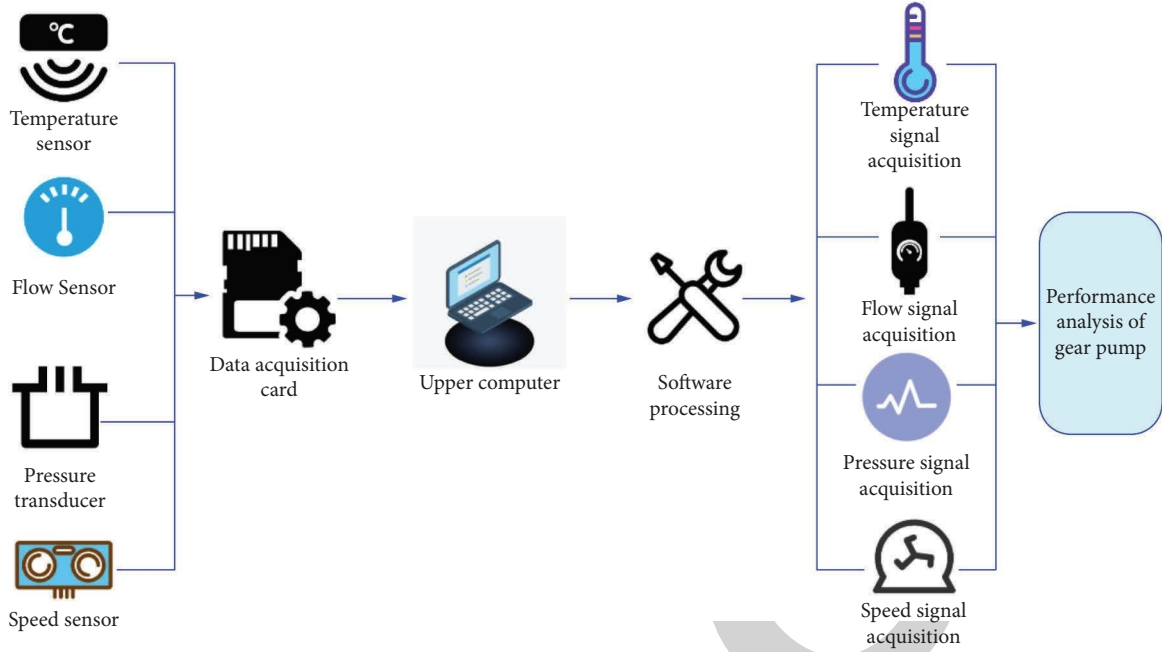 °C
Temperature
sensor
Flow Sensor
Pressure
transducer
Speed sensor
Data acquisition
card
Upper computer
Software
processing
Temperature
signal
acquisition
Flow signal
acquisition
Pressure signal
acquisition
Speed signal
acquisition
Performance
analysis of
gear pump